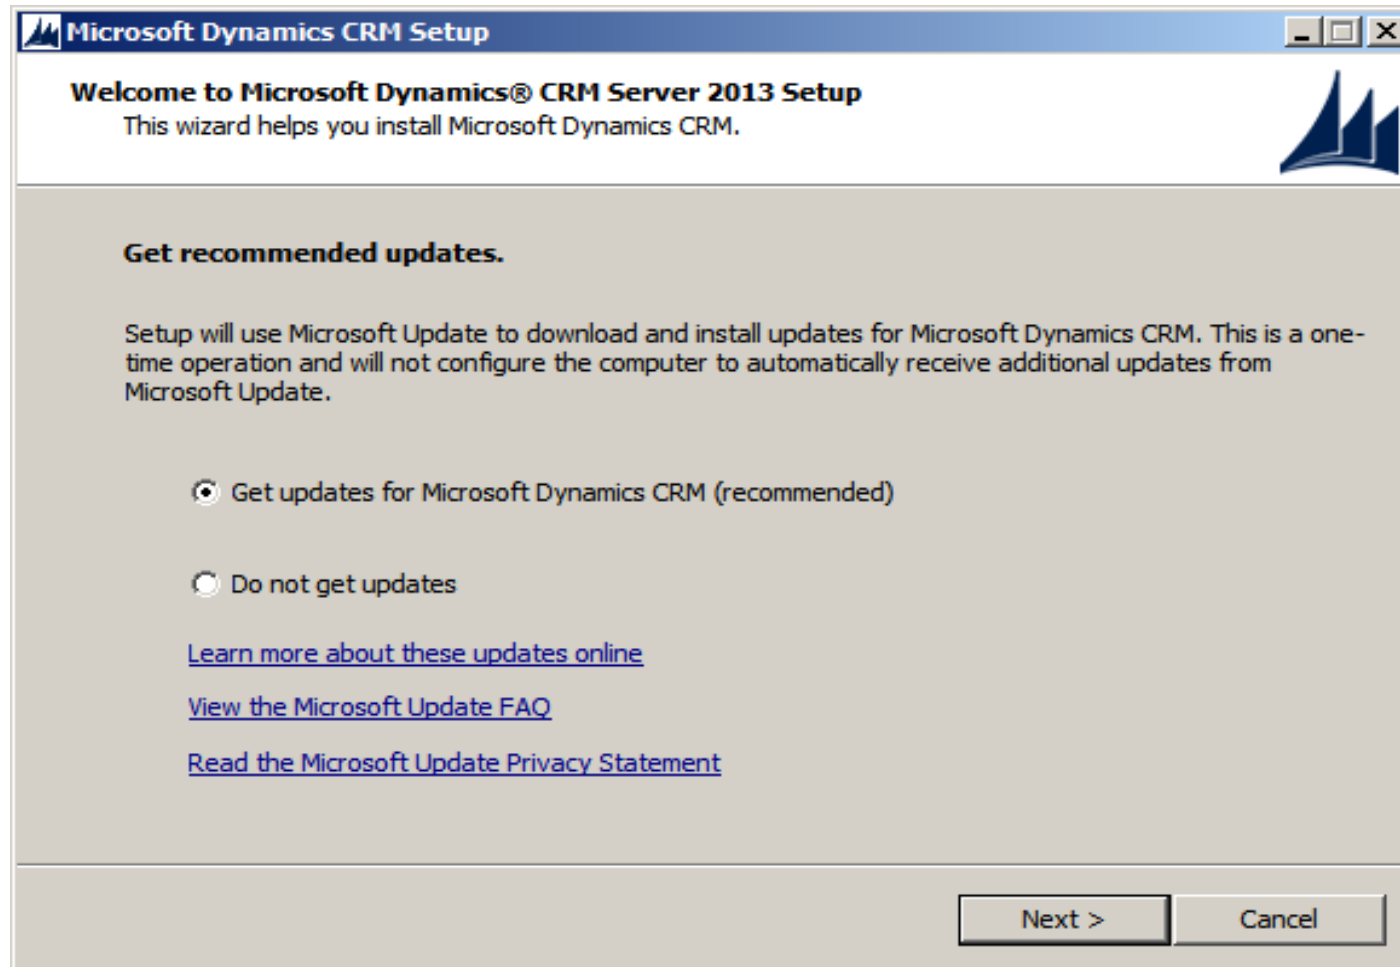 Microsoft Dynamics CRM Setup
Welcome to Microsoft Dynamics® CRM Server 2013 Setup
This wizard helps you install Microsoft Dynamics CRM.
Get recommended updates.
Setup will use Microsoft Update to download and install updates for Microsoft Dynamics CRM. This is a one-
time operation and will not configure the computer to automatically receive additional updates from
Microsoft Update.
Get updates for Microsoft Dynamics CRM (recommended)
Do not get updates
Learn more about these updates online
View the Microsoft Update FAQ
Read the Microsoft Update Privacy Statement
Next > Cancel